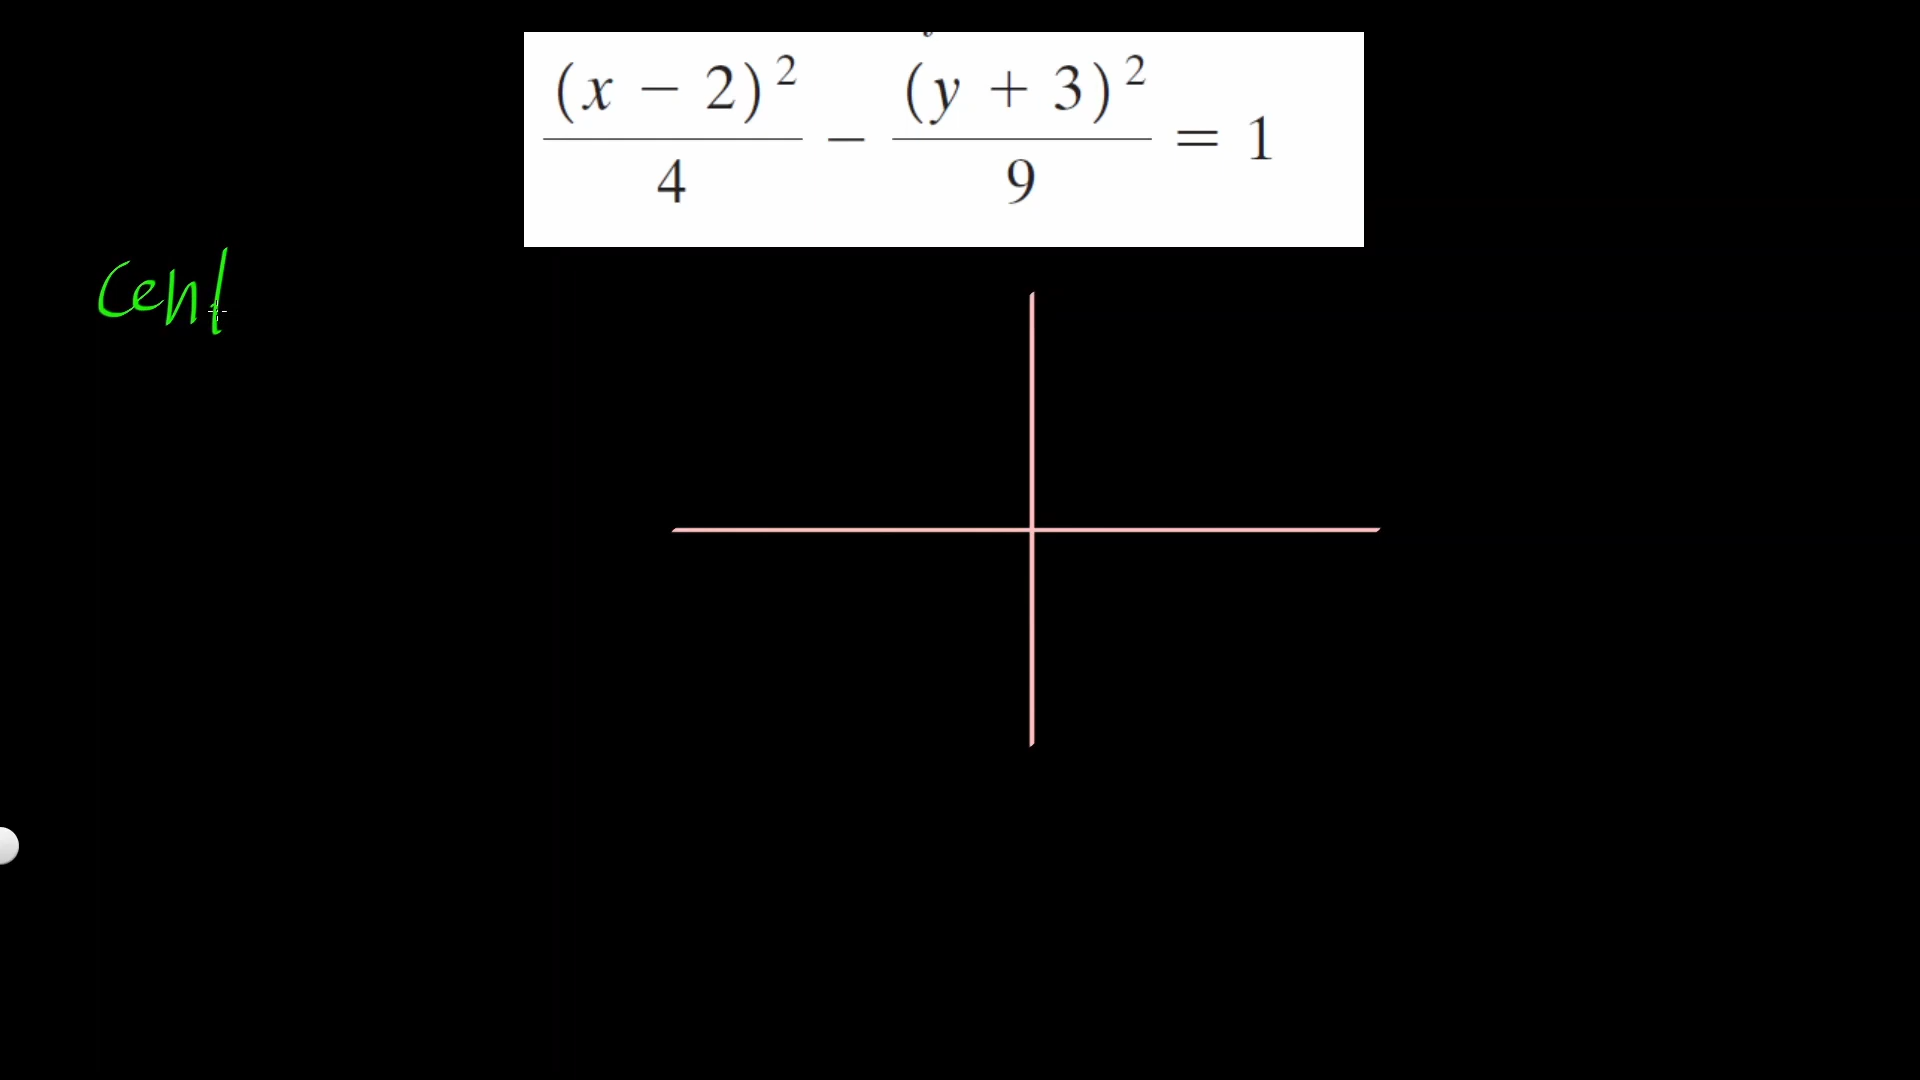 (x − 2)² / 4 − (y + 3)² / 9 = 1
Cent